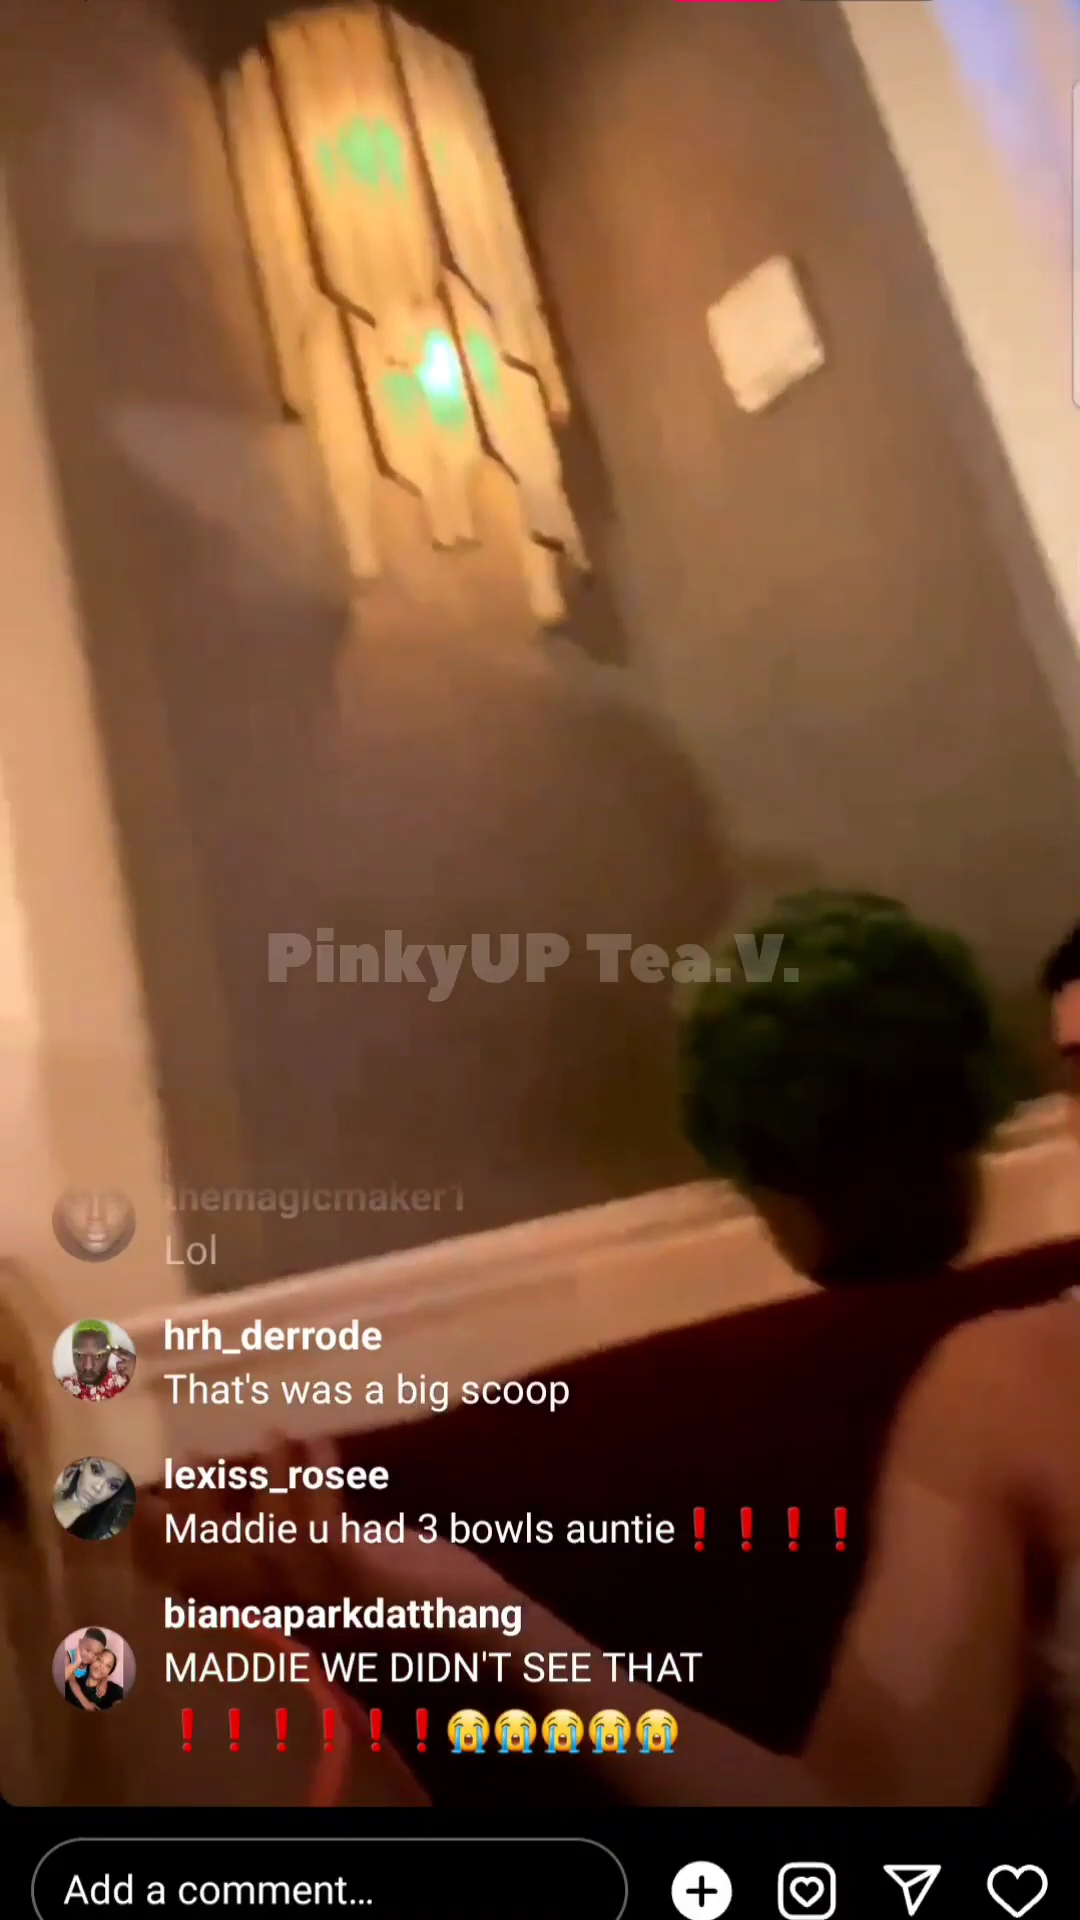 PinkyUP Tea.V.
themagicmaker1
Lol
hrh_derrode
That's was a big scoop
lexiss_rosee
Maddie u had 3 bowls auntie❗❗❗❗
biancaparkdatthang
MADDIE WE DIDN'T SEE THAT
❗❗❗❗❗❗😭😭😭😭😭
Add a comment...